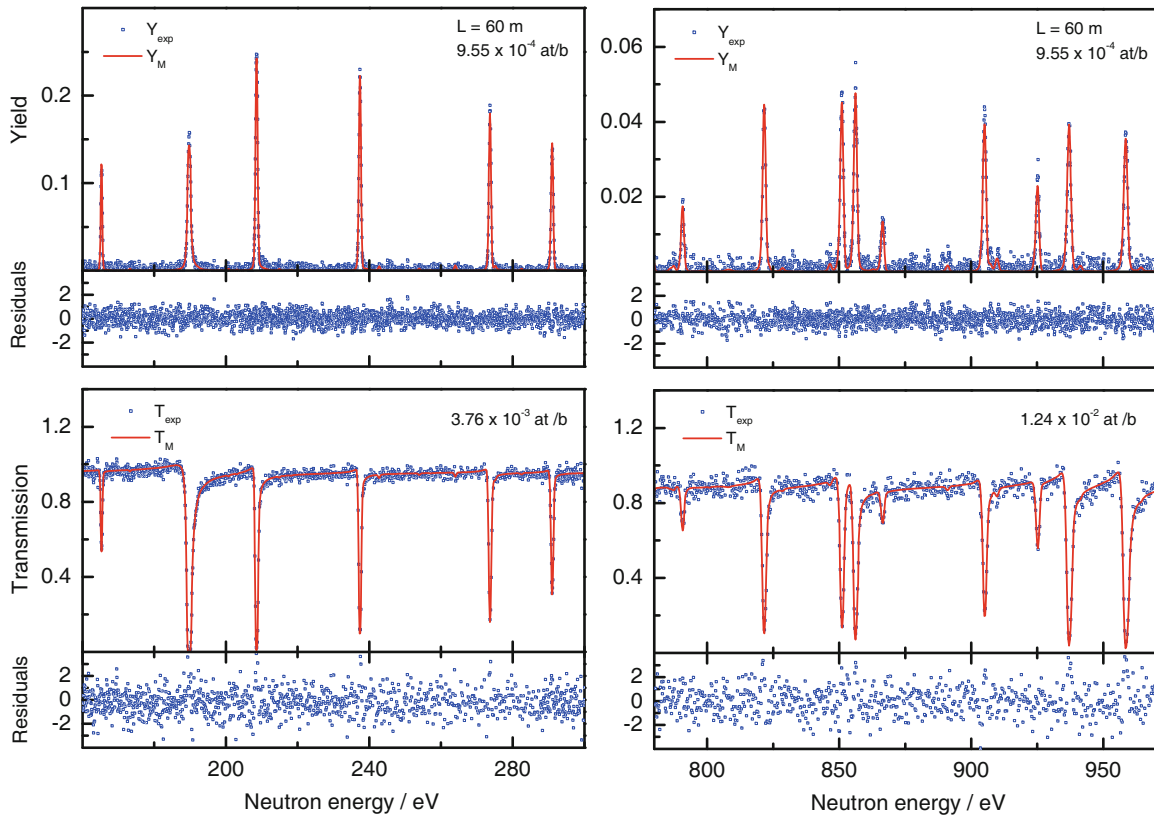 Y_exp
Y_M
L = 60 m
9.55 x 10^-4 at/b
Yield
0.2
0.1
Residuals
2
0
-2
Y_exp
Y_M
L = 60 m
9.55 x 10^-4 at/b
0.06
0.04
0.02
2
0
-2
T_exp
T_M
3.76 x 10^-3 at /b
Transmission
1.2
0.8
0.4
Residuals
2
0
-2
200
240
280
Neutron energy / eV
T_exp
T_M
1.24 x 10^-2 at /b
1.2
0.8
0.4
2
0
-2
800
850
900
950
Neutron energy / eV